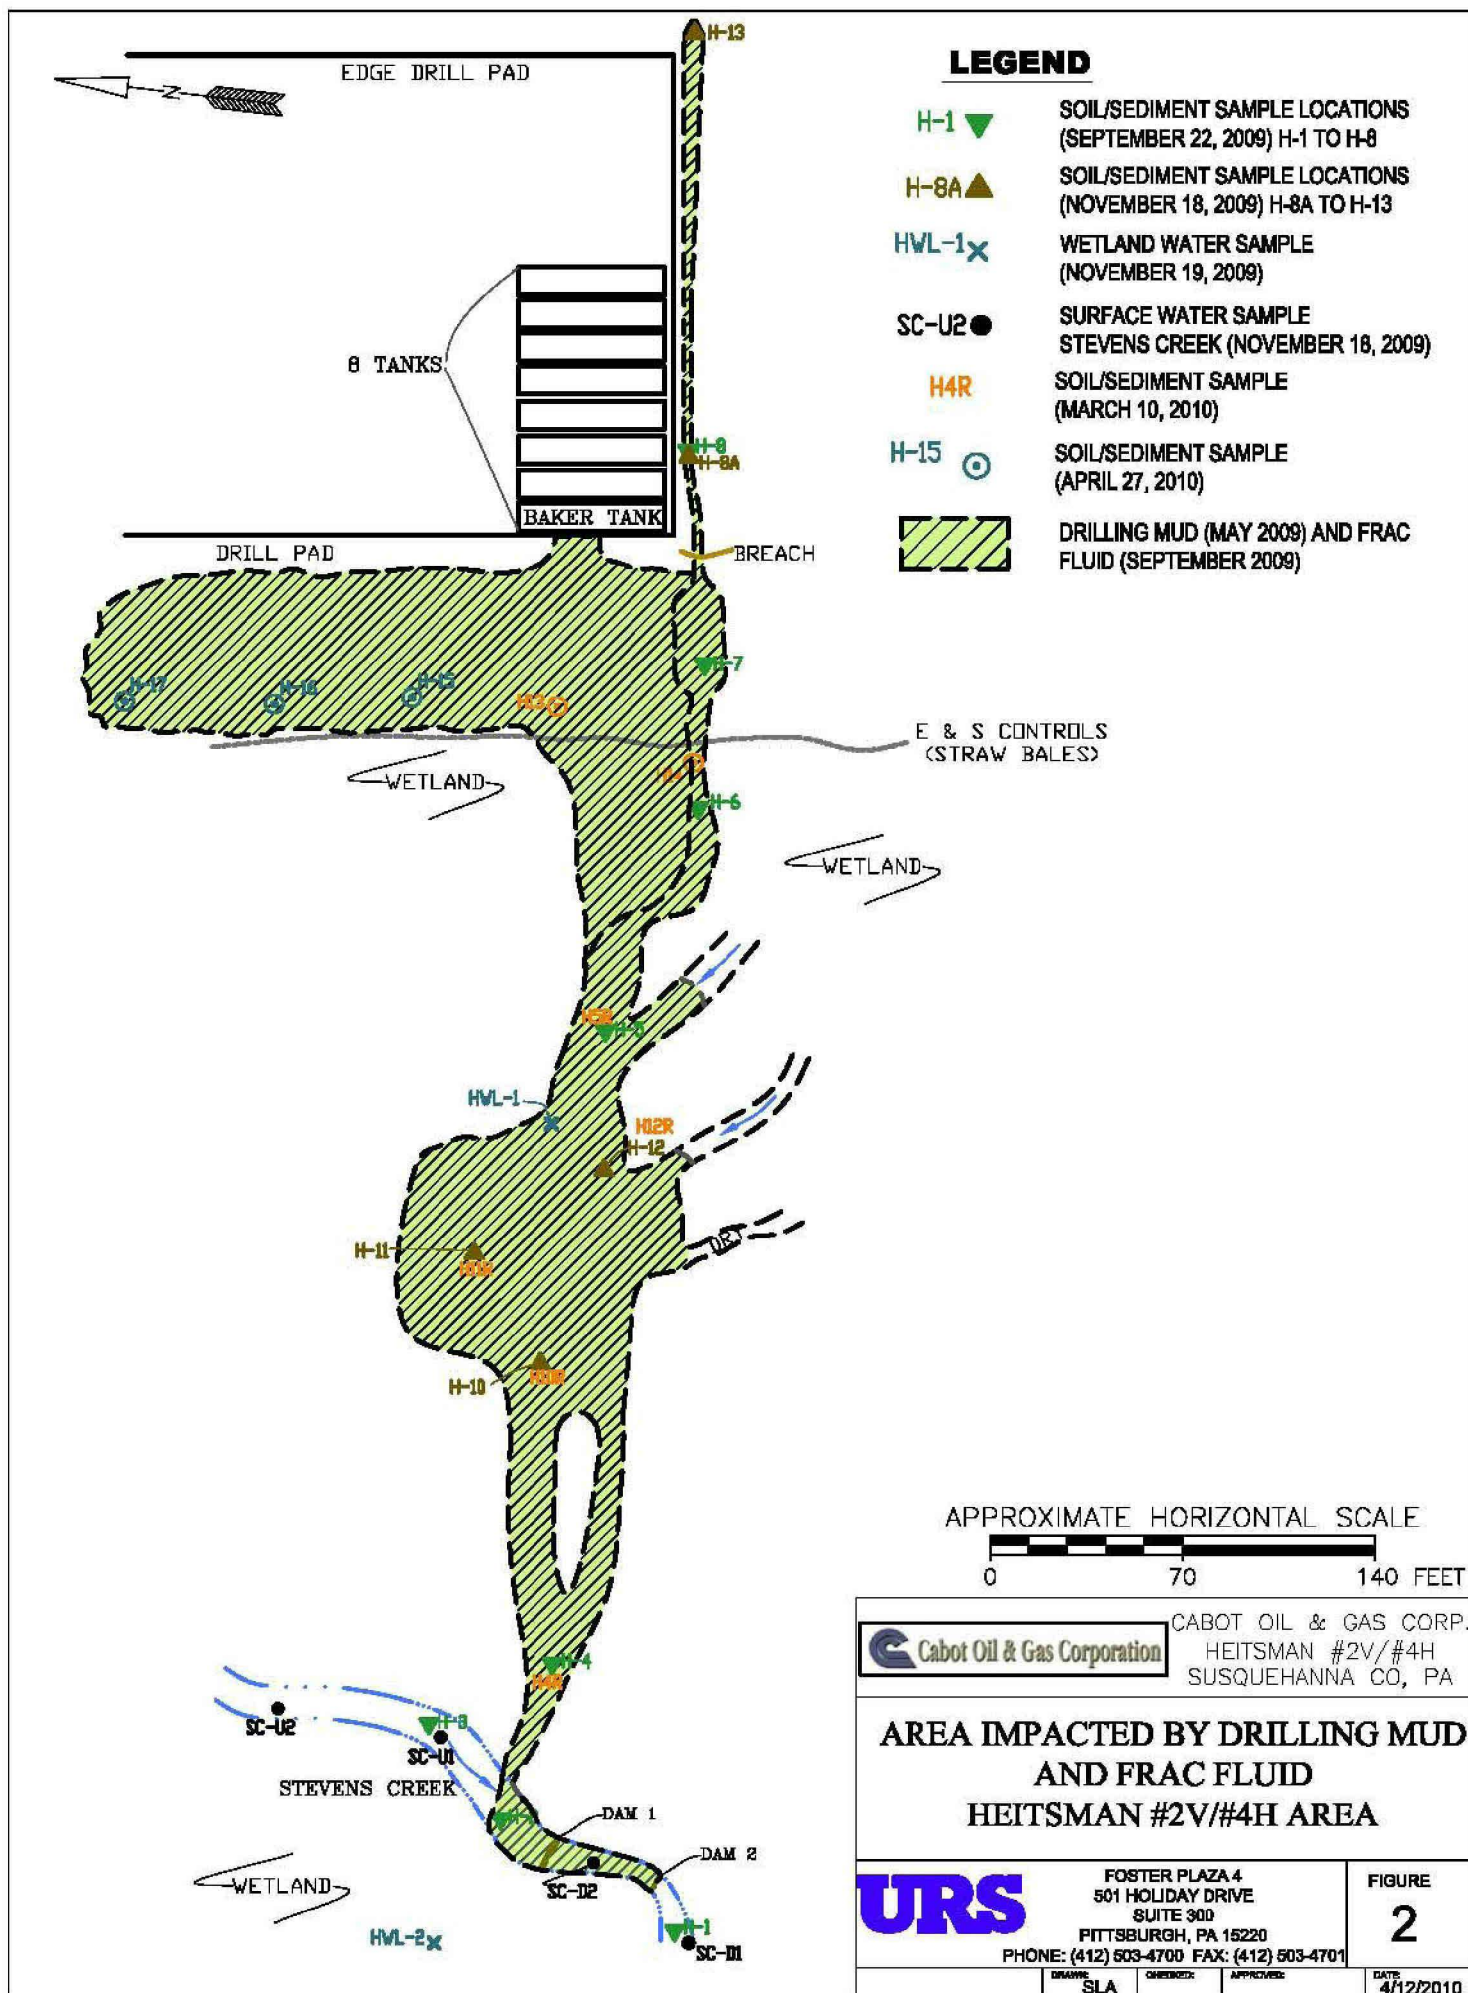 H-13
LEGEND
EDGE DRILL PAD
N
H-1
SOIL/SEDIMENT SAMPLE LOCATIONS
(SEPTEMBER 22, 2009) H-1 TO H-8
H-8A
SOIL/SEDIMENT SAMPLE LOCATIONS
(NOVEMBER 18, 2009) H-8A TO H-13
HWL-1
WETLAND WATER SAMPLE
(NOVEMBER 19, 2009)
SC-U2
SURFACE WATER SAMPLE
STEVENS CREEK (NOVEMBER 18, 2009)
H4R
SOIL/SEDIMENT SAMPLE
(MARCH 10, 2010)
H-15
SOIL/SEDIMENT SAMPLE
(APRIL 27, 2010)
DRILLING MUD (MAY 2009) AND FRAC
FLUID (SEPTEMBER 2009)
8 TANKS
H-8
H-8A
BAKER TANK
DRILL PAD
BREACH
H-7
H-17
H-16
H-15
E & S CONTROLS
(STRAW BALES)
WETLAND
H-6
WETLAND
H5R
H-5
HWL-1
H12R
H-12
DRY
H-11
H11R
H-10
H10R
H-4
H4R
SC-U2
H-3
SC-U1
STEVENS CREEK
DAM 1
DAM 2
SC-D2
WETLAND
HWL-2
H-1
SC-D1
APPROXIMATE HORIZONTAL SCALE
0 70 140 FEET
Cabot Oil & Gas Corporation
CABOT OIL & GAS CORP.
HEITSMAN #2V/#4H
SUSQUEHANNA CO, PA
AREA IMPACTED BY DRILLING MUD
AND FRAC FLUID
HEITSMAN #2V/#4H AREA
URS
FOSTER PLAZA 4
501 HOLIDAY DRIVE
SUITE 300
PITTSBURGH, PA 15220
PHONE: (412) 503-4700 FAX: (412) 503-4701
FIGURE
2
DRAWN:
SLA
CHECKED:
APPROVED:
DATE:
4/12/2010